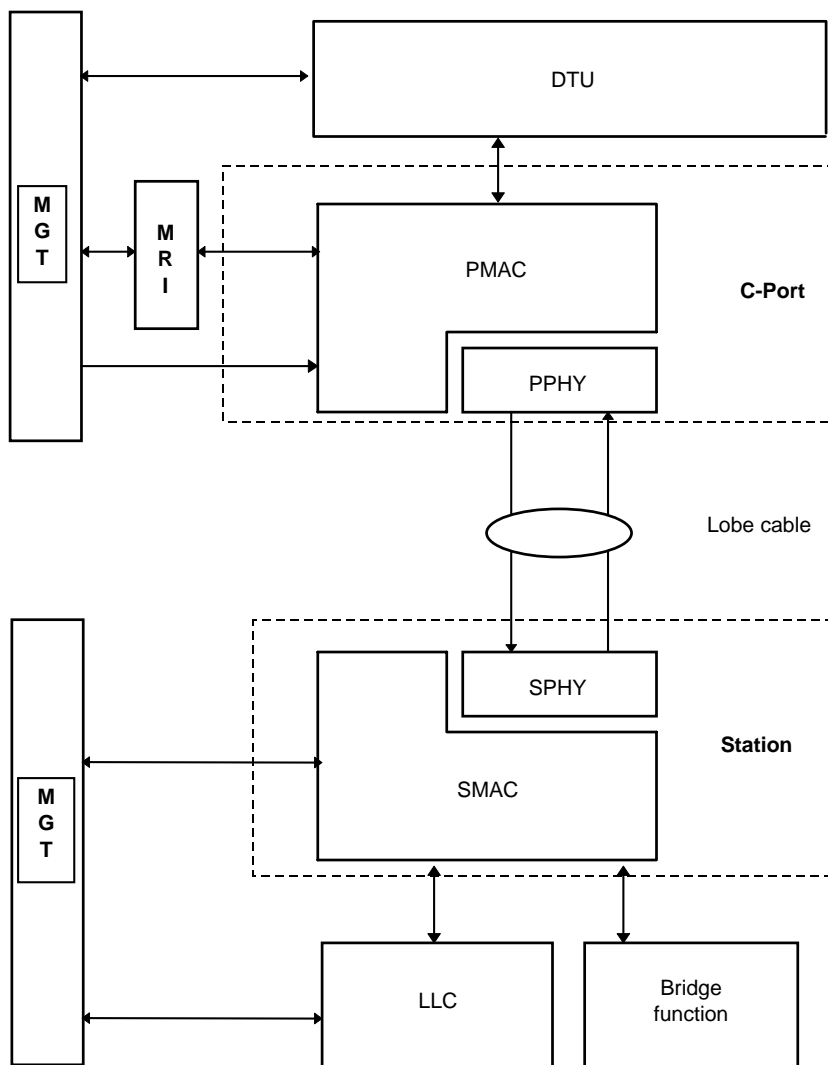 DTU
M
G
T
M
R
I
PMAC
C-Port
PPHY
Lobe cable
SPHY
Station
SMAC
M
G
T
LLC
Bridge
function